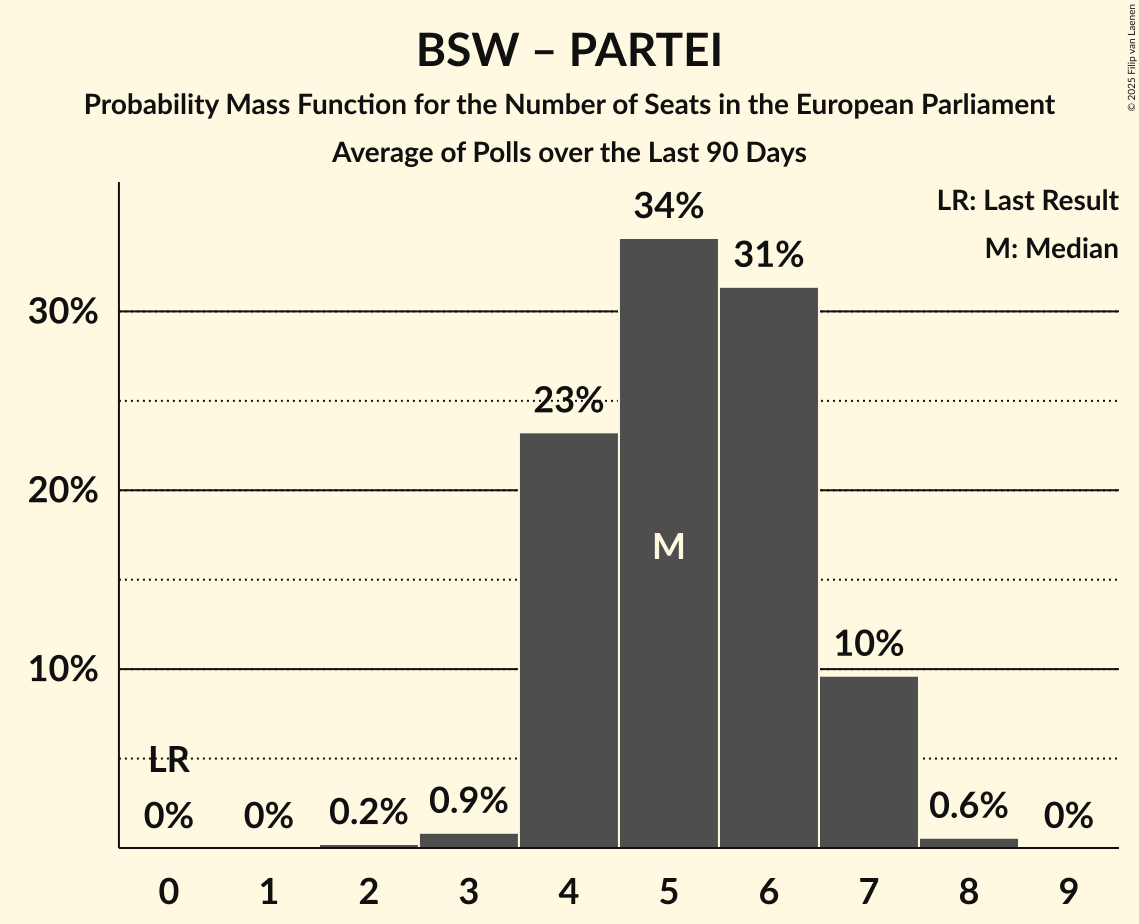 BSW – PARTEI
Probability Mass Function for the Number of Seats in the European Parliament
Average of Polls over the Last 90 Days
© 2025 Filip van Laenen
LR: Last Result
M: Median
34%
31%
30%
23%
20%
M
10%
10%
LR
0%
0%
0.2%
0.9%
0.6%
0%
0 1 2 3 4 5 6 7 8 9